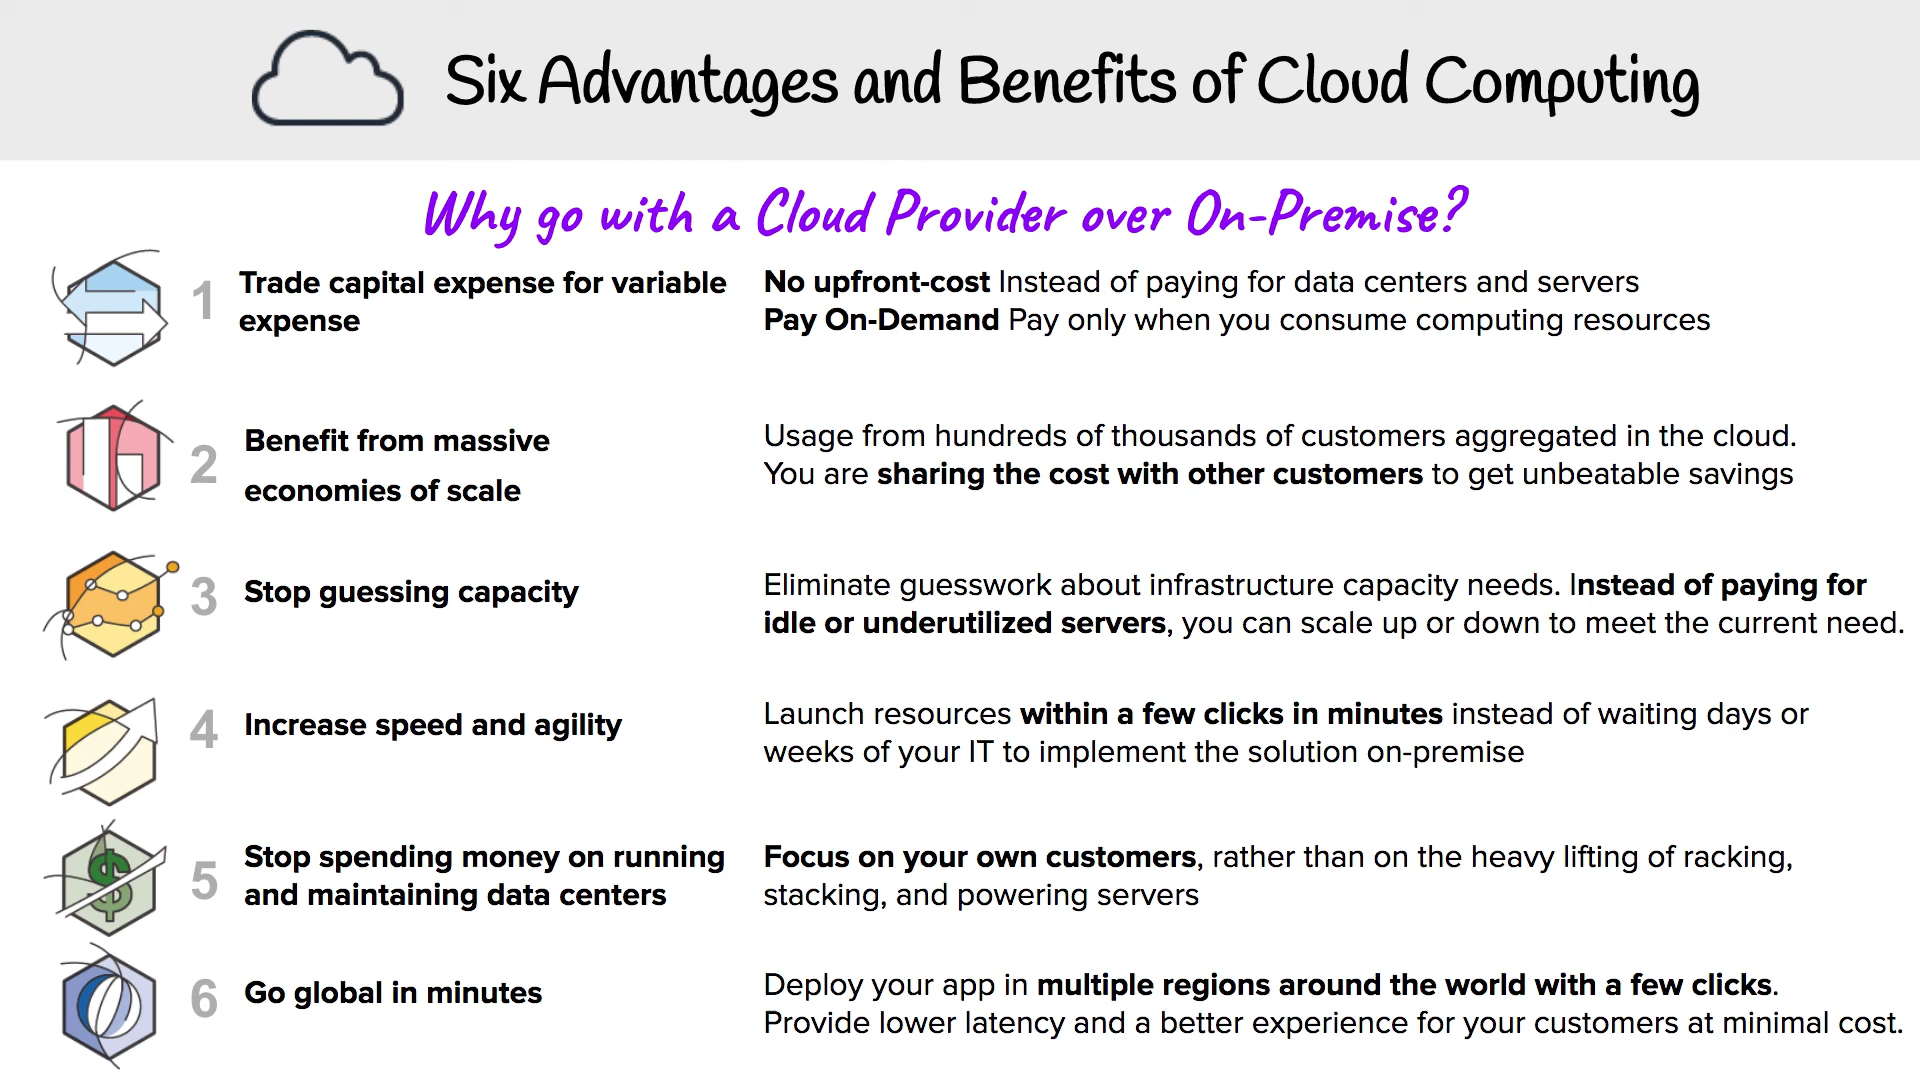 Six Advantages and Benefits of Cloud Computing
Why go with a Cloud Provider over On-Premise?
1
Trade capital expense for variable
expense
No upfront-cost Instead of paying for data centers and servers
Pay On-Demand Pay only when you consume computing resources
2
Benefit from massive
economies of scale
Usage from hundreds of thousands of customers aggregated in the cloud.
You are sharing the cost with other customers to get unbeatable savings
3
Stop guessing capacity
Eliminate guesswork about infrastructure capacity needs. Instead of paying for
idle or underutilized servers, you can scale up or down to meet the current need.
4
Increase speed and agility
Launch resources within a few clicks in minutes instead of waiting days or
weeks of your IT to implement the solution on-premise
5
Stop spending money on running
and maintaining data centers
Focus on your own customers, rather than on the heavy lifting of racking,
stacking, and powering servers
6
Go global in minutes
Deploy your app in multiple regions around the world with a few clicks.
Provide lower latency and a better experience for your customers at minimal cost.